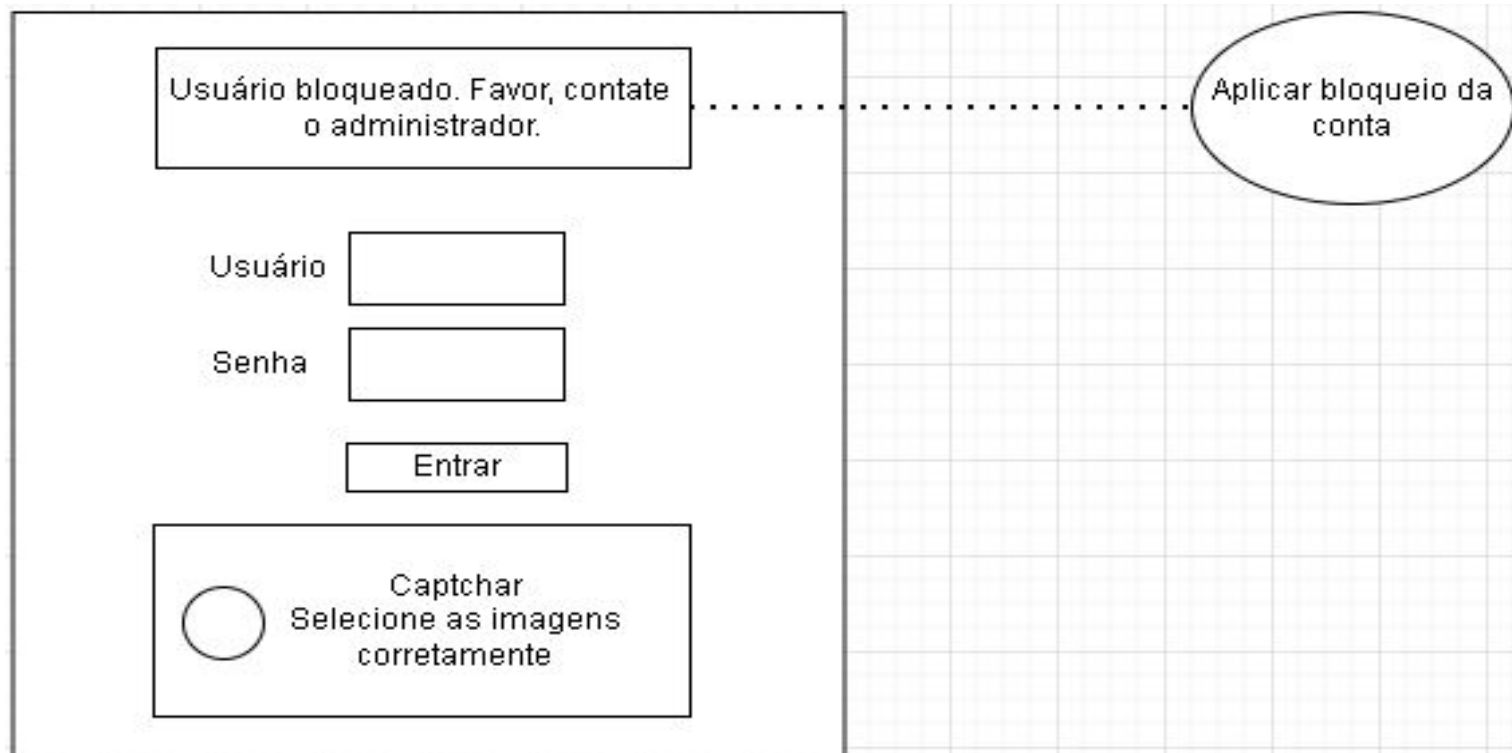 Usuário bloqueado. Favor, contate
o administrador.
Aplicar bloqueio da
conta
Usuário
Senha
Entrar
Captchar
Selecione as imagens
corretamente